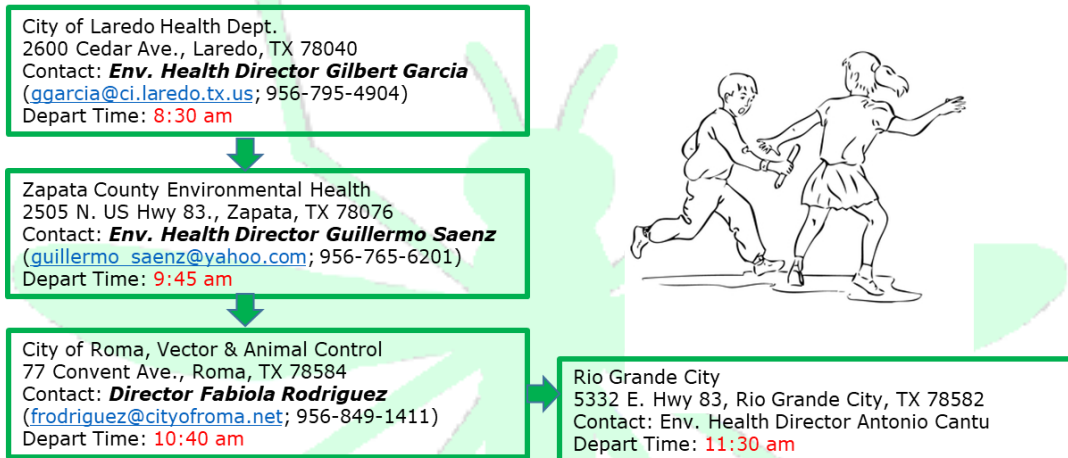 City of Laredo Health Dept.
2600 Cedar Ave., Laredo, TX 78040
Contact: Env. Health Director Gilbert Garcia
(ggarcia@ci.laredo.tx.us; 956-795-4904)
Depart Time: 8:30 am
Zapata County Environmental Health
2505 N. US Hwy 83., Zapata, TX 78076
Contact: Env. Health Director Guillermo Saenz
(guillermo_saenz@yahoo.com; 956-765-6201)
Depart Time: 9:45 am
City of Roma, Vector & Animal Control
77 Convent Ave., Roma, TX 78584
Contact: Director Fabiola Rodriguez
(frodriguez@cityofroma.net; 956-849-1411)
Depart Time: 10:40 am
Rio Grande City
5332 E. Hwy 83, Rio Grande City, TX 78582
Contact: Env. Health Director Antonio Cantu
Depart Time: 11:30 am